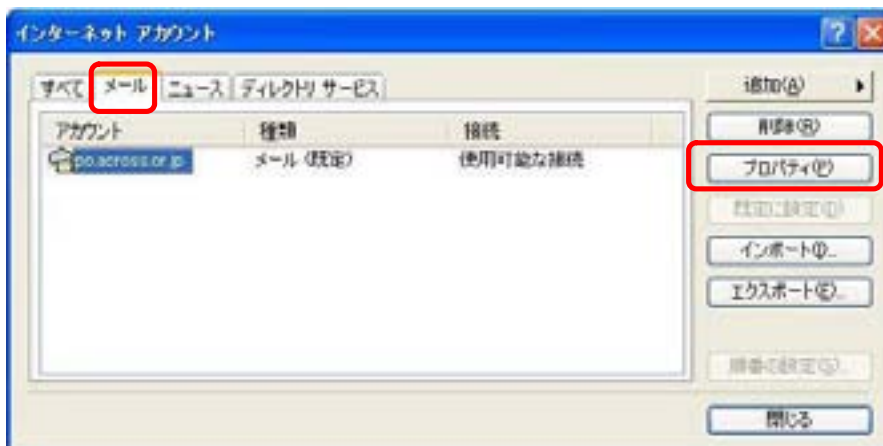 インターネット アカウント
すべて メール ニュース ディレクトリ サービス
アカウント 種類 接続
po.across.or.jp メール (既定) 使用可能な接続
追加(A)
削除(R)
プロパティ(P)
既定に設定(D)
インポート(I)...
エクスポート(E)...
順番の設定(S)...
閉じる